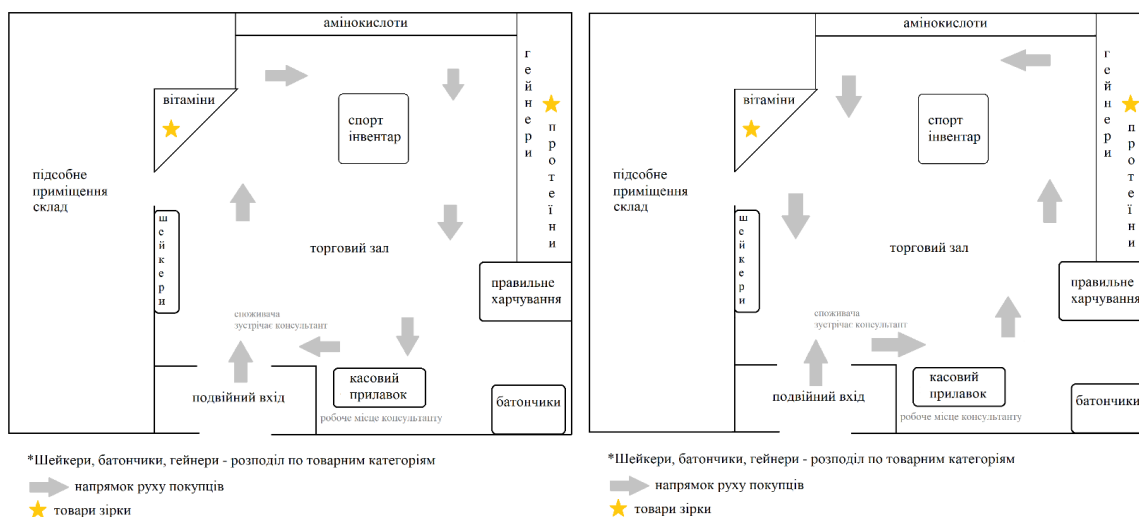 амінокислоти
гейнери
протеїни
вітаміни
спорт
інвентар
підсобне
приміщення
склад
шейкери
торговий зал
правильне
харчування
споживача
зустрічає консультант
касовий
прилавок
подвійний вхід
батончики
робоче місце консультанту
*Шейкери, батончики, гейнери - розподіл по товарним категоріям
напрямок руху покупців
товари зірки
амінокислоти
гейнери
протеїни
вітаміни
спорт
інвентар
підсобне
приміщення
склад
шейкери
торговий зал
правильне
харчування
споживача
зустрічає консультант
касовий
прилавок
подвійний вхід
батончики
робоче місце консультанту
*Шейкери, батончики, гейнери - розподіл по товарним категоріям
напрямок руху покупців
товари зірки